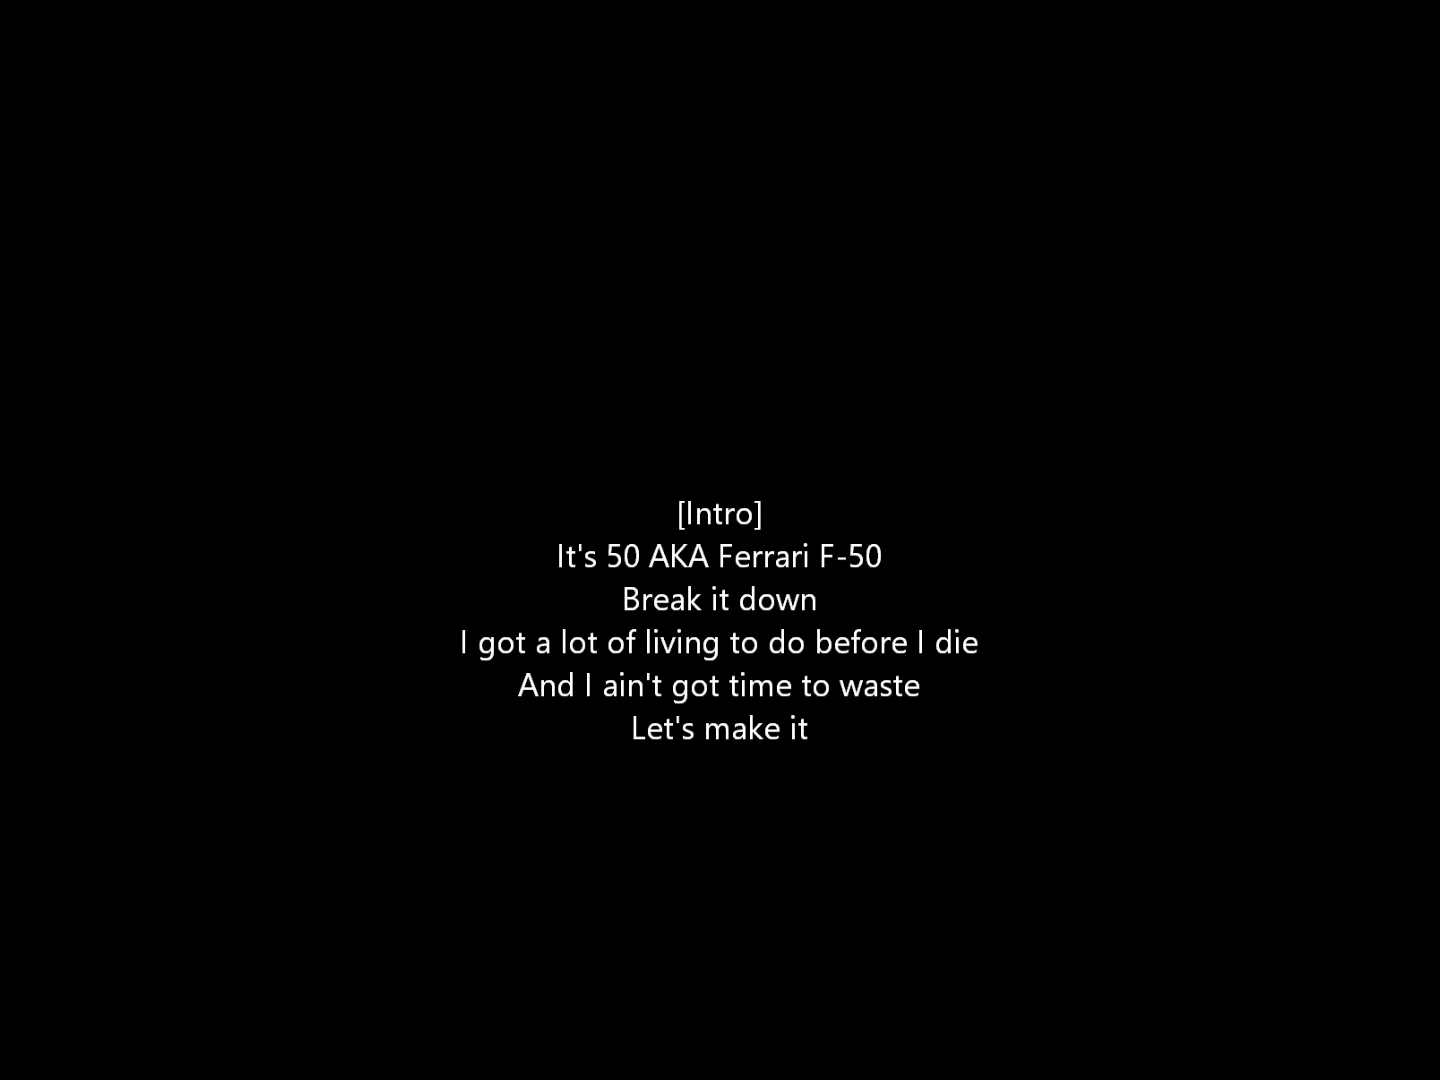 [Intro]
It's 50 AKA Ferrari F-50
Break it down
I got a lot of living to do before I die
And I ain't got time to waste
Let's make it